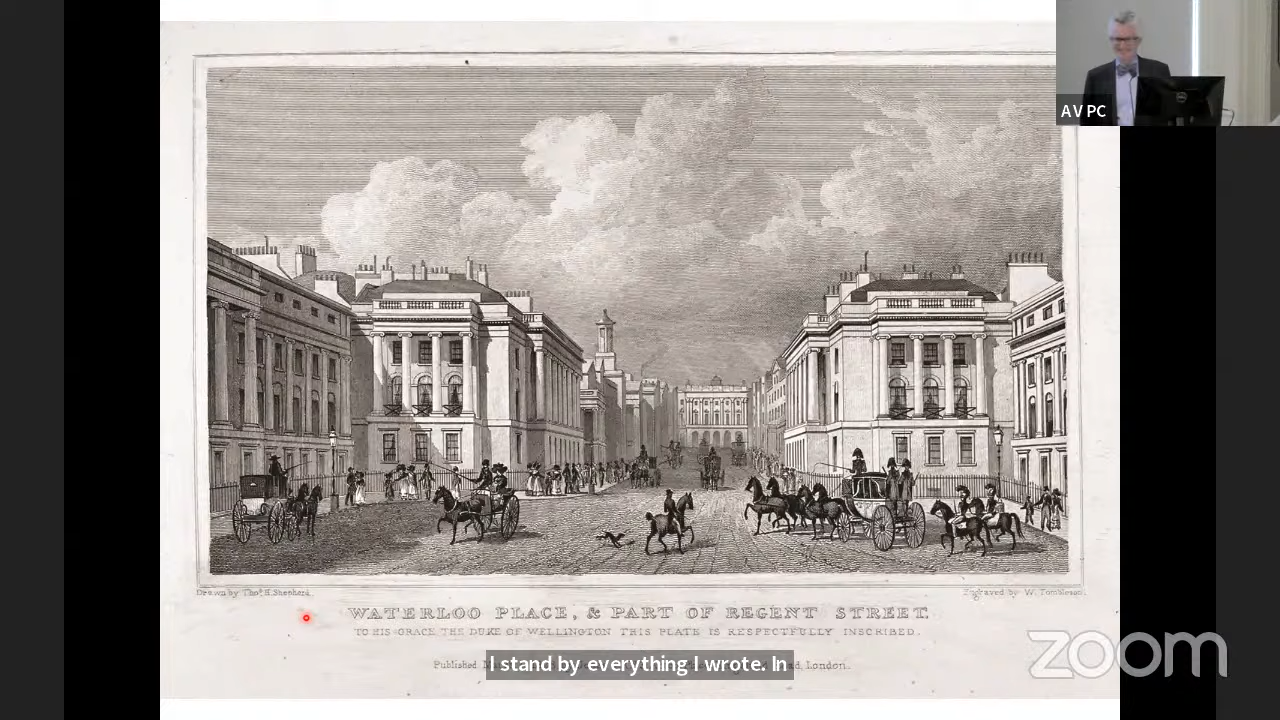 AV PC
Drawn by Thos. H. Shepherd.
Engraved by W. Tombleson.
WATERLOO PLACE, & PART OF REGENT STREET.
TO HIS GRACE THE DUKE OF WELLINGTON THIS PLATE IS RESPECTFULLY INSCRIBED.
Published
London.
I stand by everything I wrote. In
zoom